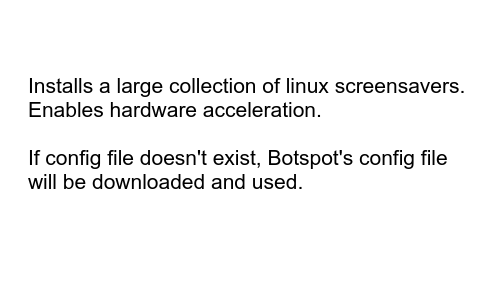 Installs a large collection of linux screensavers.
Enables hardware acceleration.
If config file doesn't exist, Botspot's config file
will be downloaded and used.